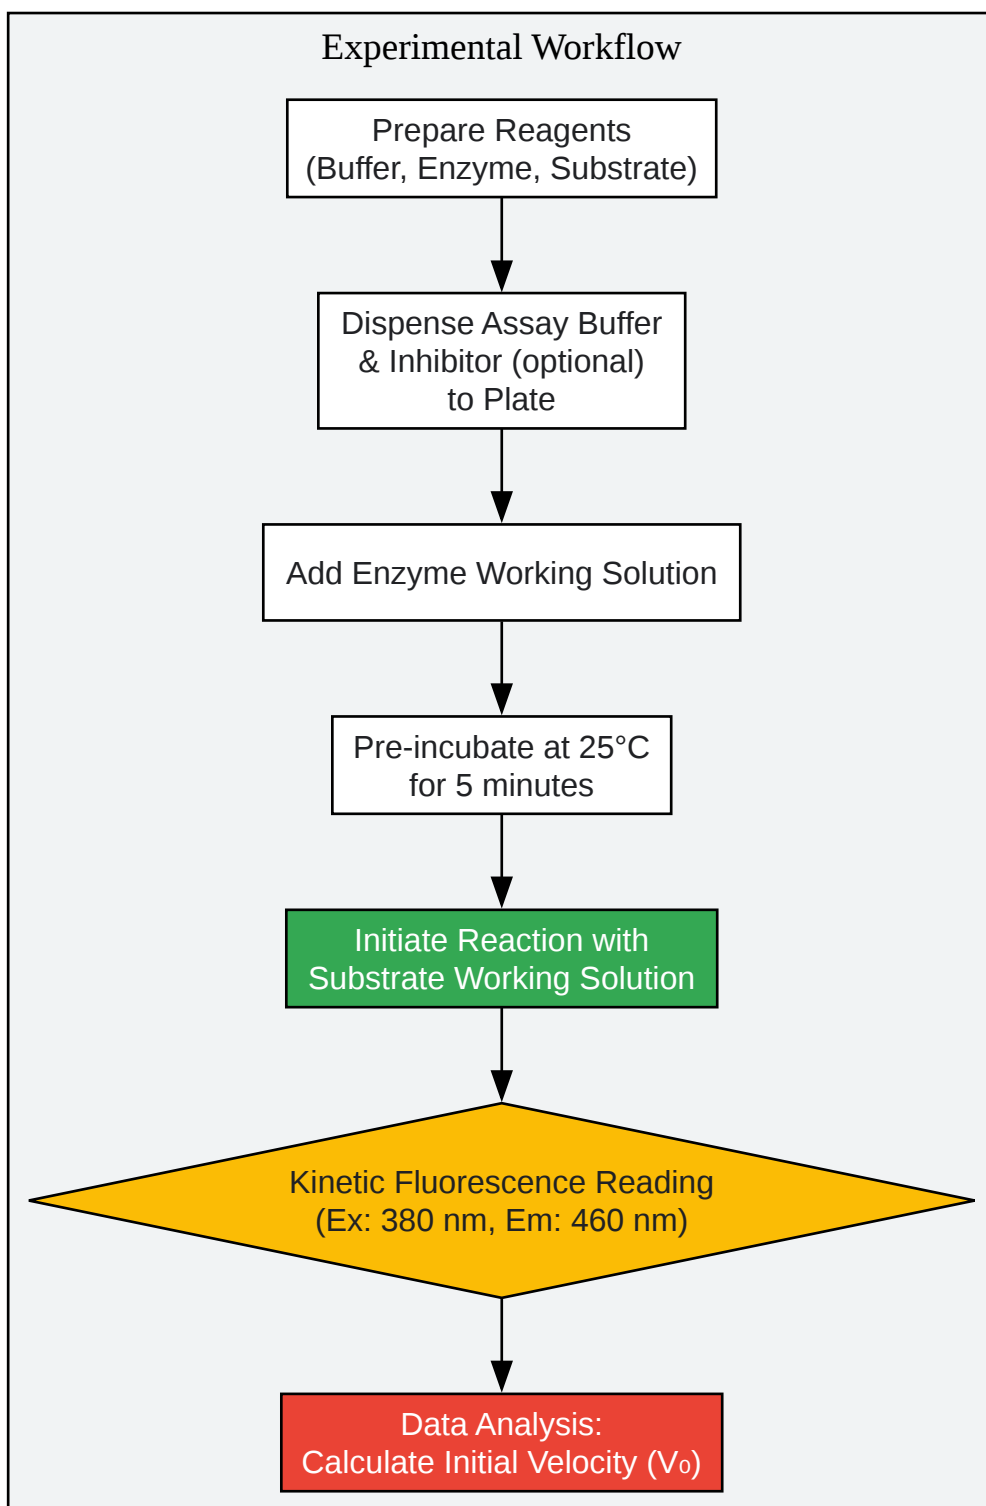 Experimental Workflow
Prepare Reagents
(Buffer, Enzyme, Substrate)
Dispense Assay Buffer
& Inhibitor (optional)
to Plate
Add Enzyme Working Solution
Pre-incubate at 25°C
for 5 minutes
Initiate Reaction with
Substrate Working Solution
Kinetic Fluorescence Reading
(Ex: 380 nm, Em: 460 nm)
Data Analysis:
Calculate Initial Velocity (V₀)